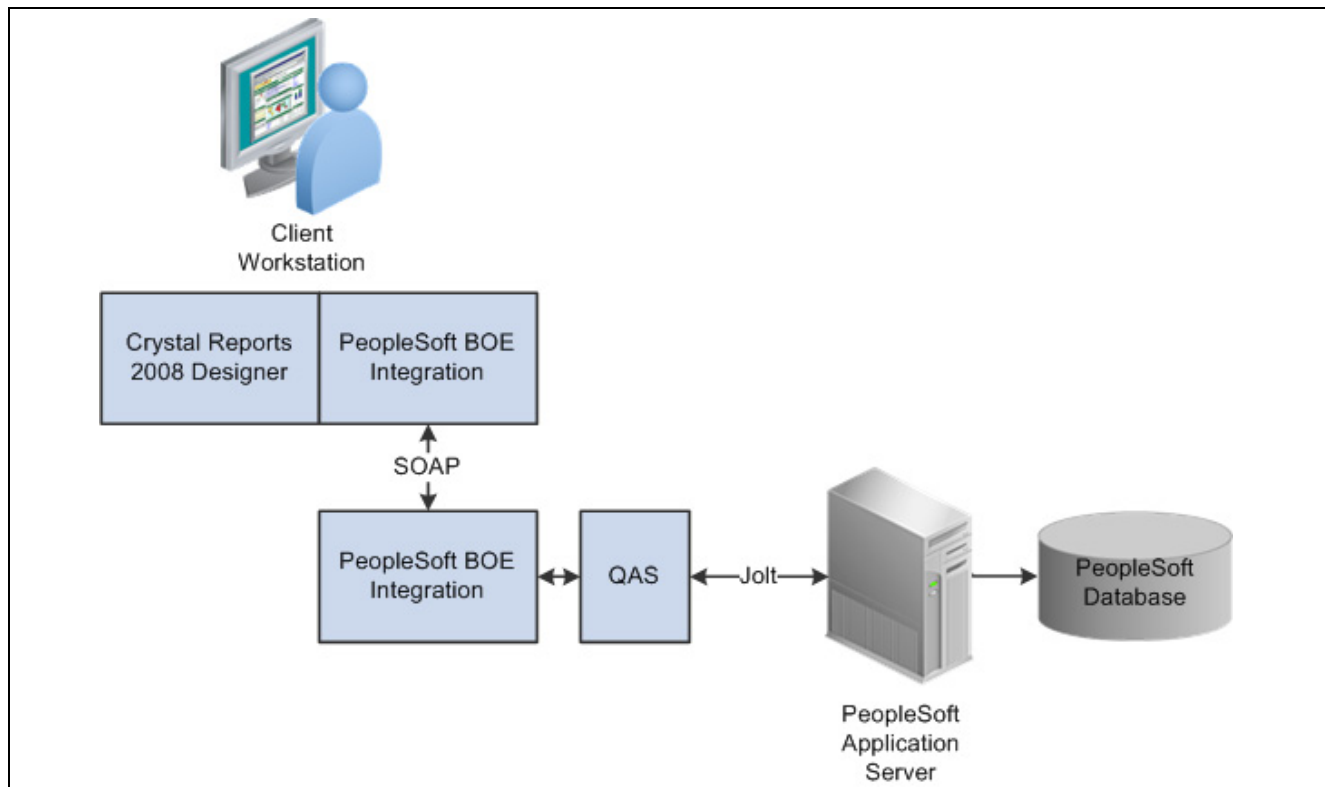 Client
Workstation
Crystal Reports
2008 Designer
PeopleSoft BOE
Integration
SOAP
PeopleSoft BOE
Integration
QAS
Jolt
PeopleSoft
Database
PeopleSoft
Application
Server